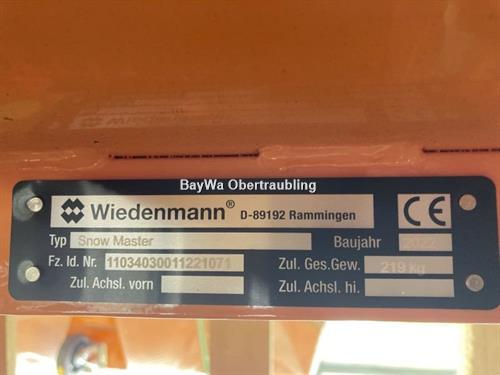 BayWa Obertraubling
Wiedenmann® D-89192 Rammingen CE
Typ Snow Master Baujahr 2022
Fz. Id. Nr. 11034030011221071 Zul. Ges.Gew. 219 kg
Zul. Achsl. vorn Zul. Achsl. hi.